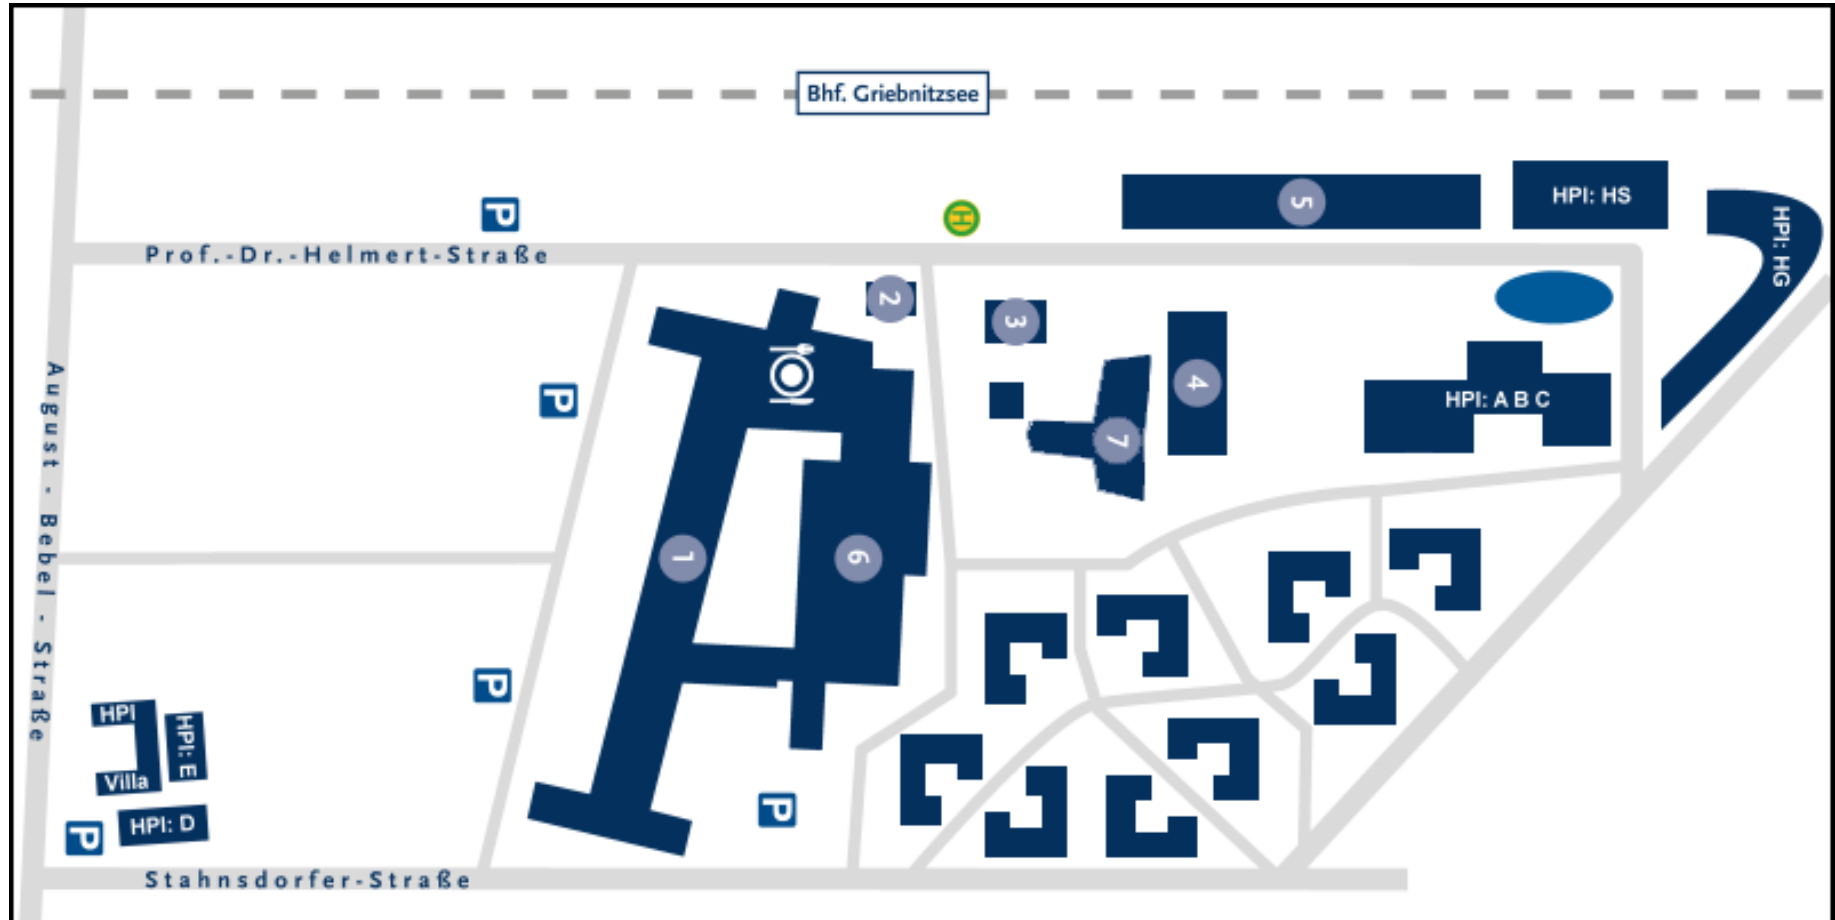 Bhf. Griebnitzsee
5
HPI: HS
HPI: HG
P
H
Prof.-Dr.-Helmert-Straße
2
3
4
P
HPI: A B C
7
August - Bebel - Straße
1
6
P
HPI
HPI: E
Villa
P
HPI: D
P
Stahnsdorfer-Straße